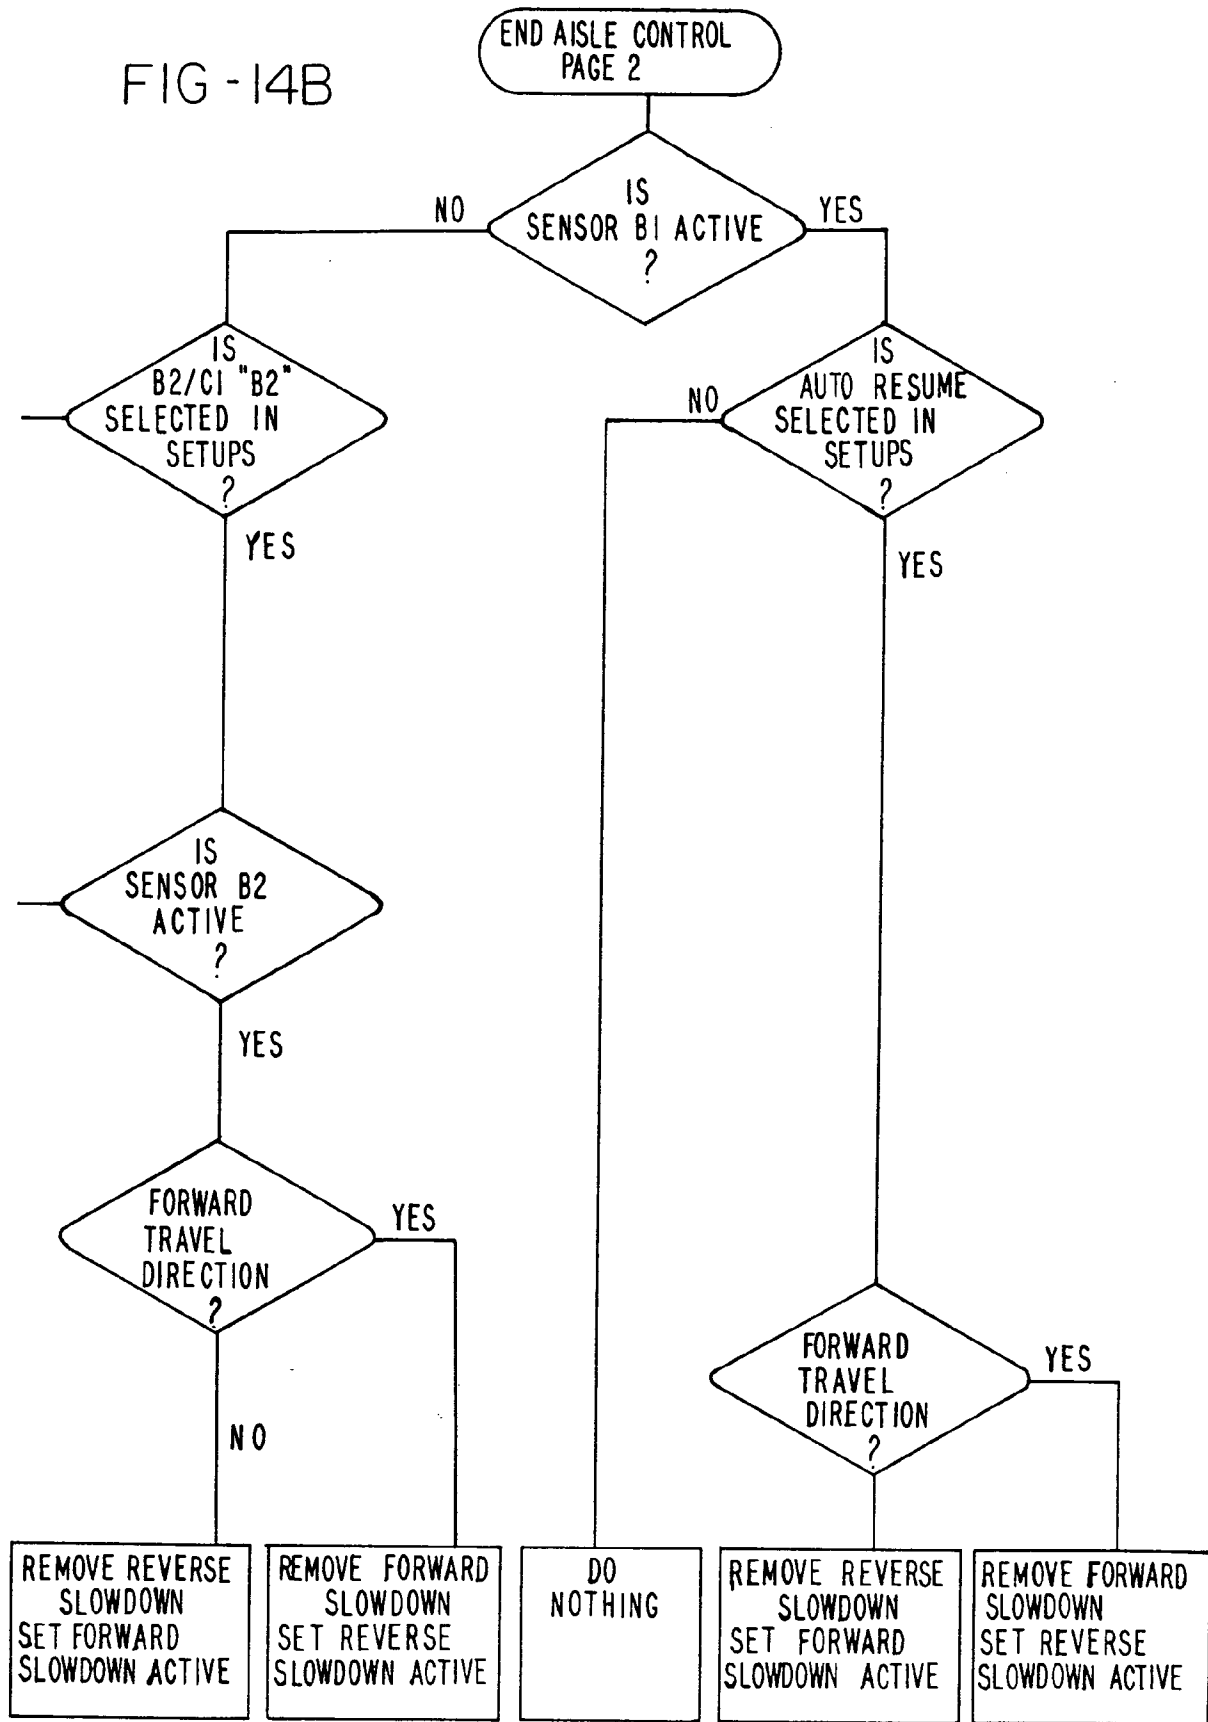 END AISLE CONTROL
PAGE 2
FIG-14B
IS
SENSOR B1 ACTIVE
?
NO
YES
IS
B2/C1 "B2"
SELECTED IN
SETUPS
?
YES
IS
AUTO RESUME
SELECTED IN
SETUPS
?
NO
YES
IS
SENSOR B2
ACTIVE
?
YES
FORWARD
TRAVEL
DIRECTION
?
YES
NO
FORWARD
TRAVEL
DIRECTION
?
YES
REMOVE REVERSE
SLOWDOWN
SET FORWARD
SLOWDOWN ACTIVE
REMOVE FORWARD
SLOWDOWN
SET REVERSE
SLOWDOWN ACTIVE
DO
NOTHING
REMOVE REVERSE
SLOWDOWN
SET FORWARD
SLOWDOWN ACTIVE
REMOVE FORWARD
SLOWDOWN
SET REVERSE
SLOWDOWN ACTIVE